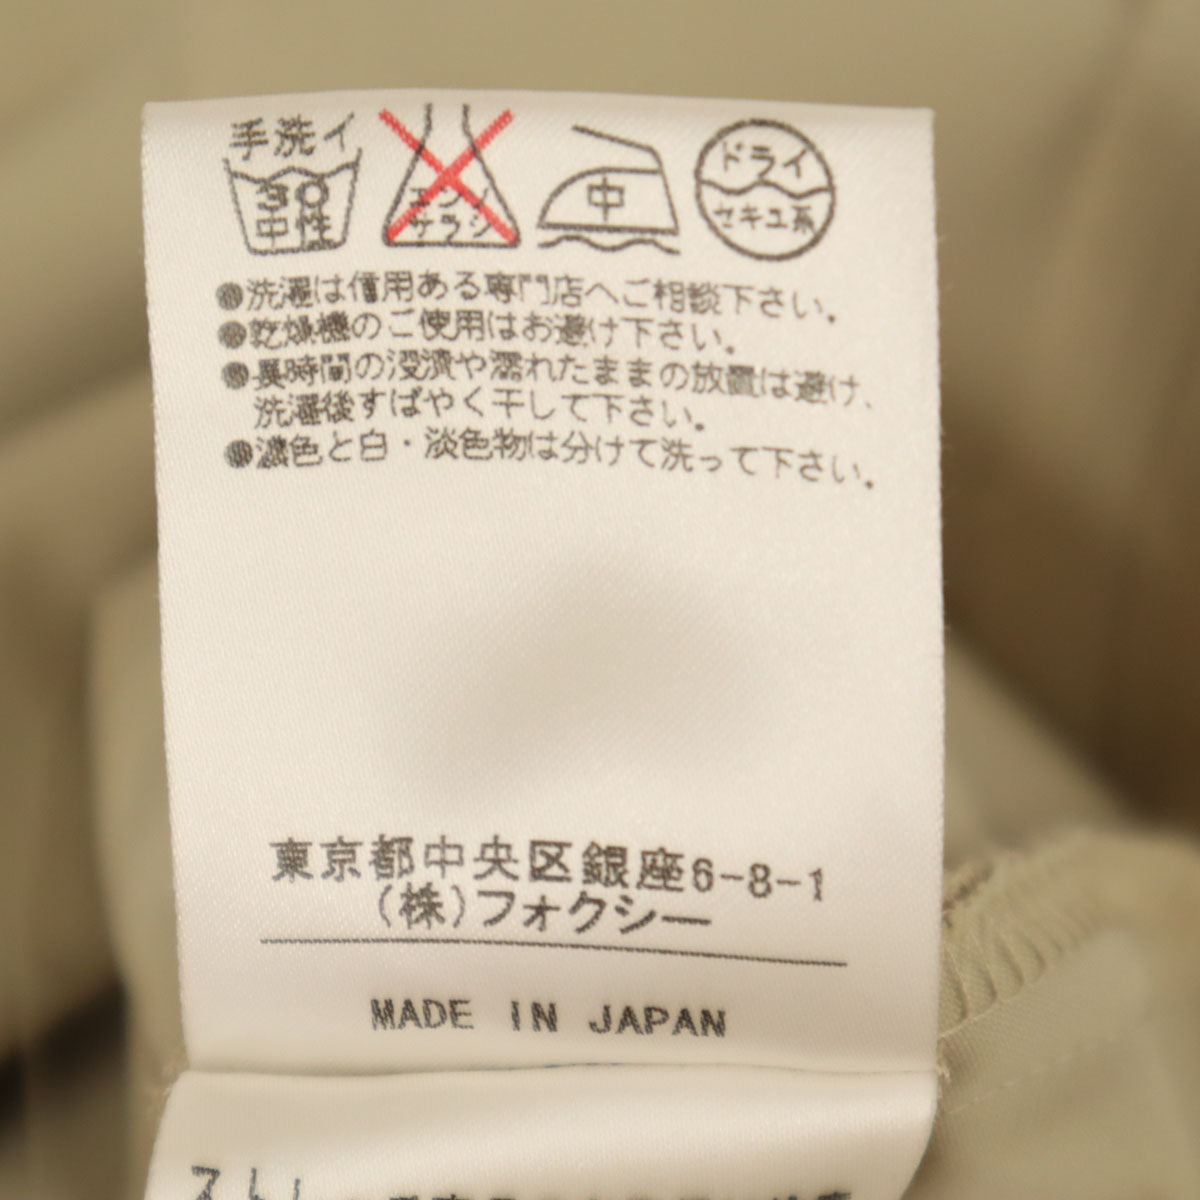 手洗イ
30
中性
エンソ
サラシ
中
ドライ
セキユ系
●洗濯は信用ある専門店へご相談下さい。
●乾燥機のご使用はお避け下さい。
●長時間の浸漬や濡れたままの放置は避け、
洗濯後すばやく干して下さい。
●濃色と白・淡色物は分けて洗って下さい。
東京都中央区銀座6-8-1
(株)フォクシー
MADE IN JAPAN